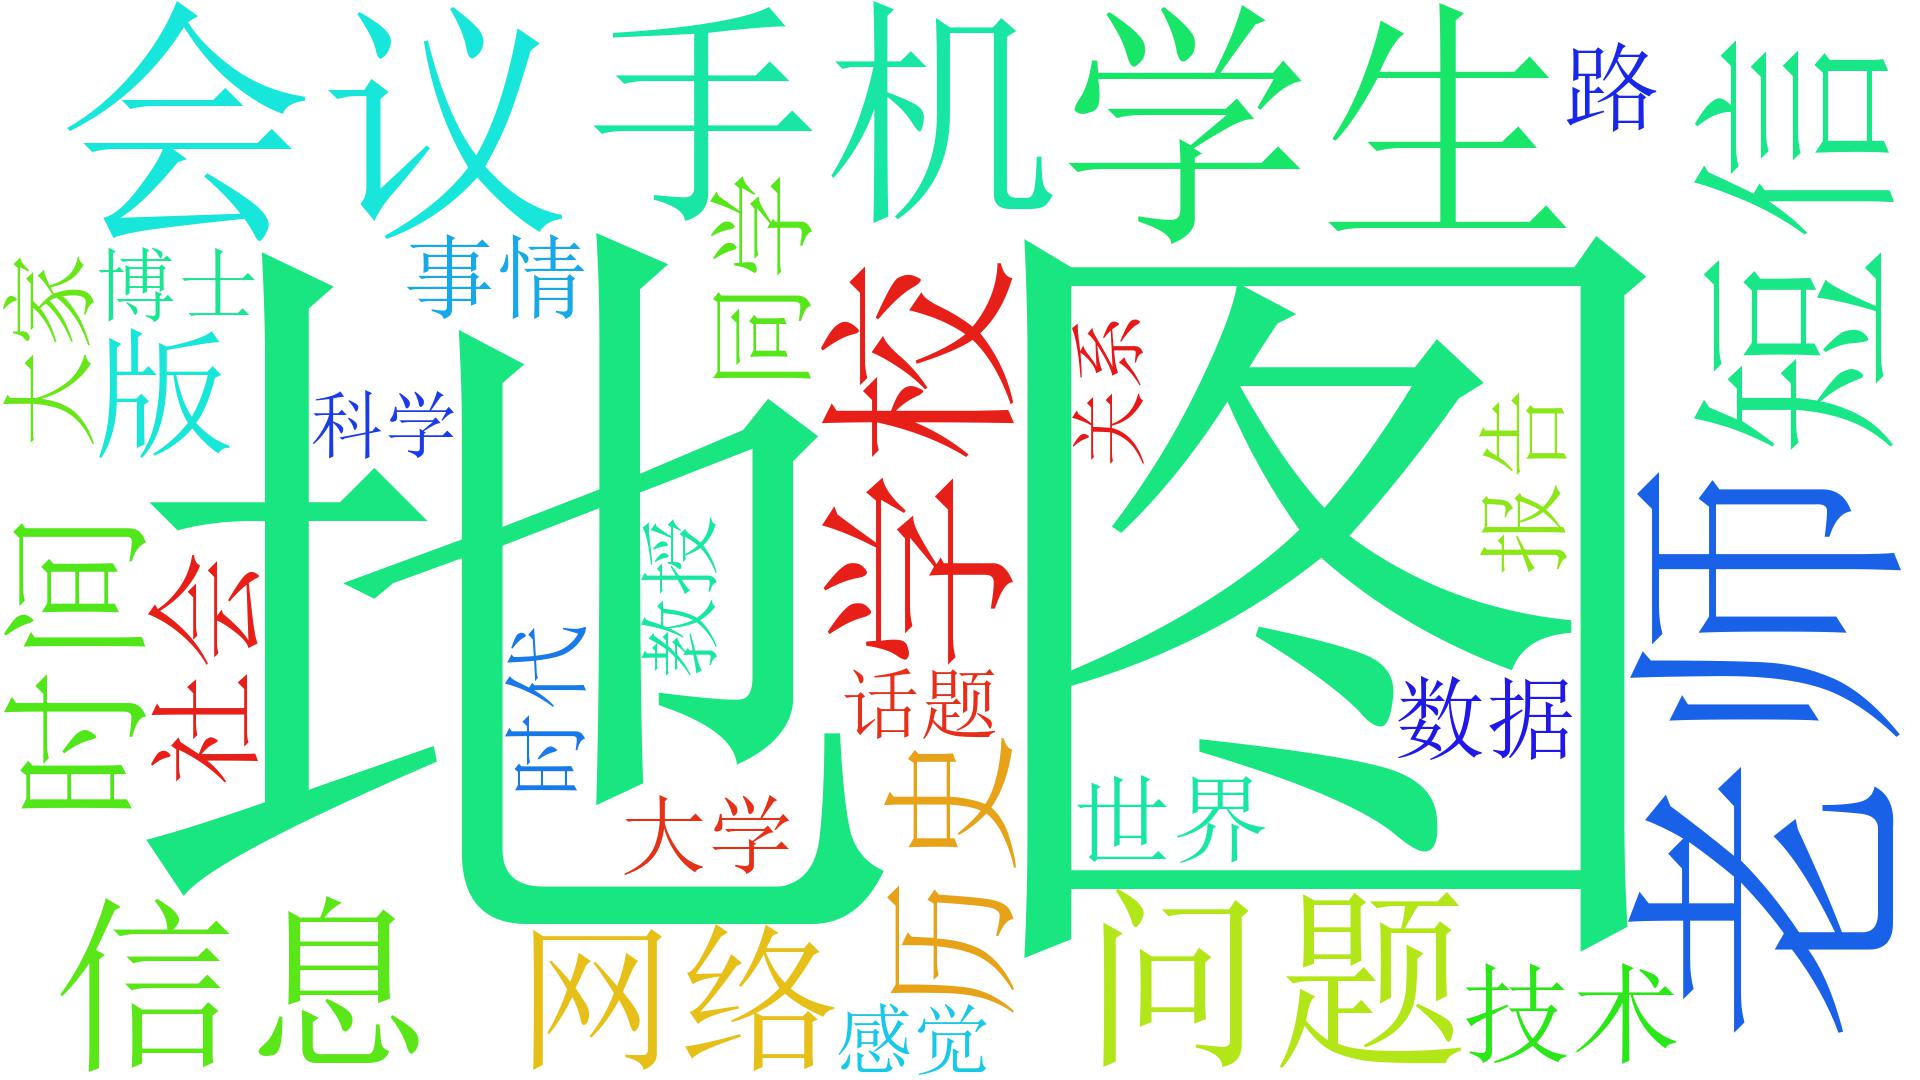 会议
手机
学生
路
短信
同学
大家
博士
事情
版
学校
地图
关系
科学
报告
教授
时间
社会
时代
老师
话题
数据
历史
世界
大学
信息
网络
感觉
问题
技术